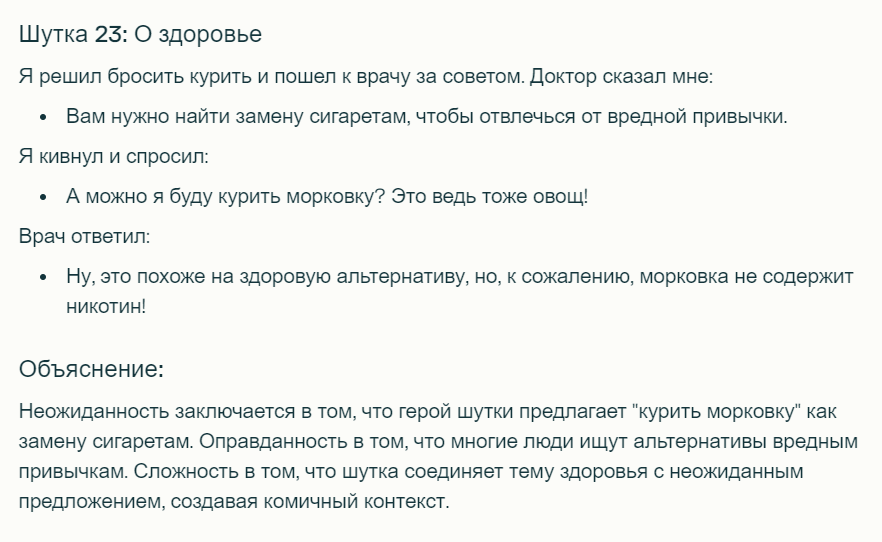 Шутка 23: О здоровье
Я решил бросить курить и пошел к врачу за советом. Доктор сказал мне:
• Вам нужно найти замену сигаретам, чтобы отвлечься от вредной привычки.
Я кивнул и спросил:
• А можно я буду курить морковку? Это ведь тоже овощ!
Врач ответил:
• Ну, это похоже на здоровую альтернативу, но, к сожалению, морковка не содержит
никотин!
Объяснение:
Неожиданность заключается в том, что герой шутки предлагает "курить морковку" как
замену сигаретам. Оправданность в том, что многие люди ищут альтернативы вредным
привычкам. Сложность в том, что шутка соединяет тему здоровья с неожиданным
предложением, создавая комичный контекст.